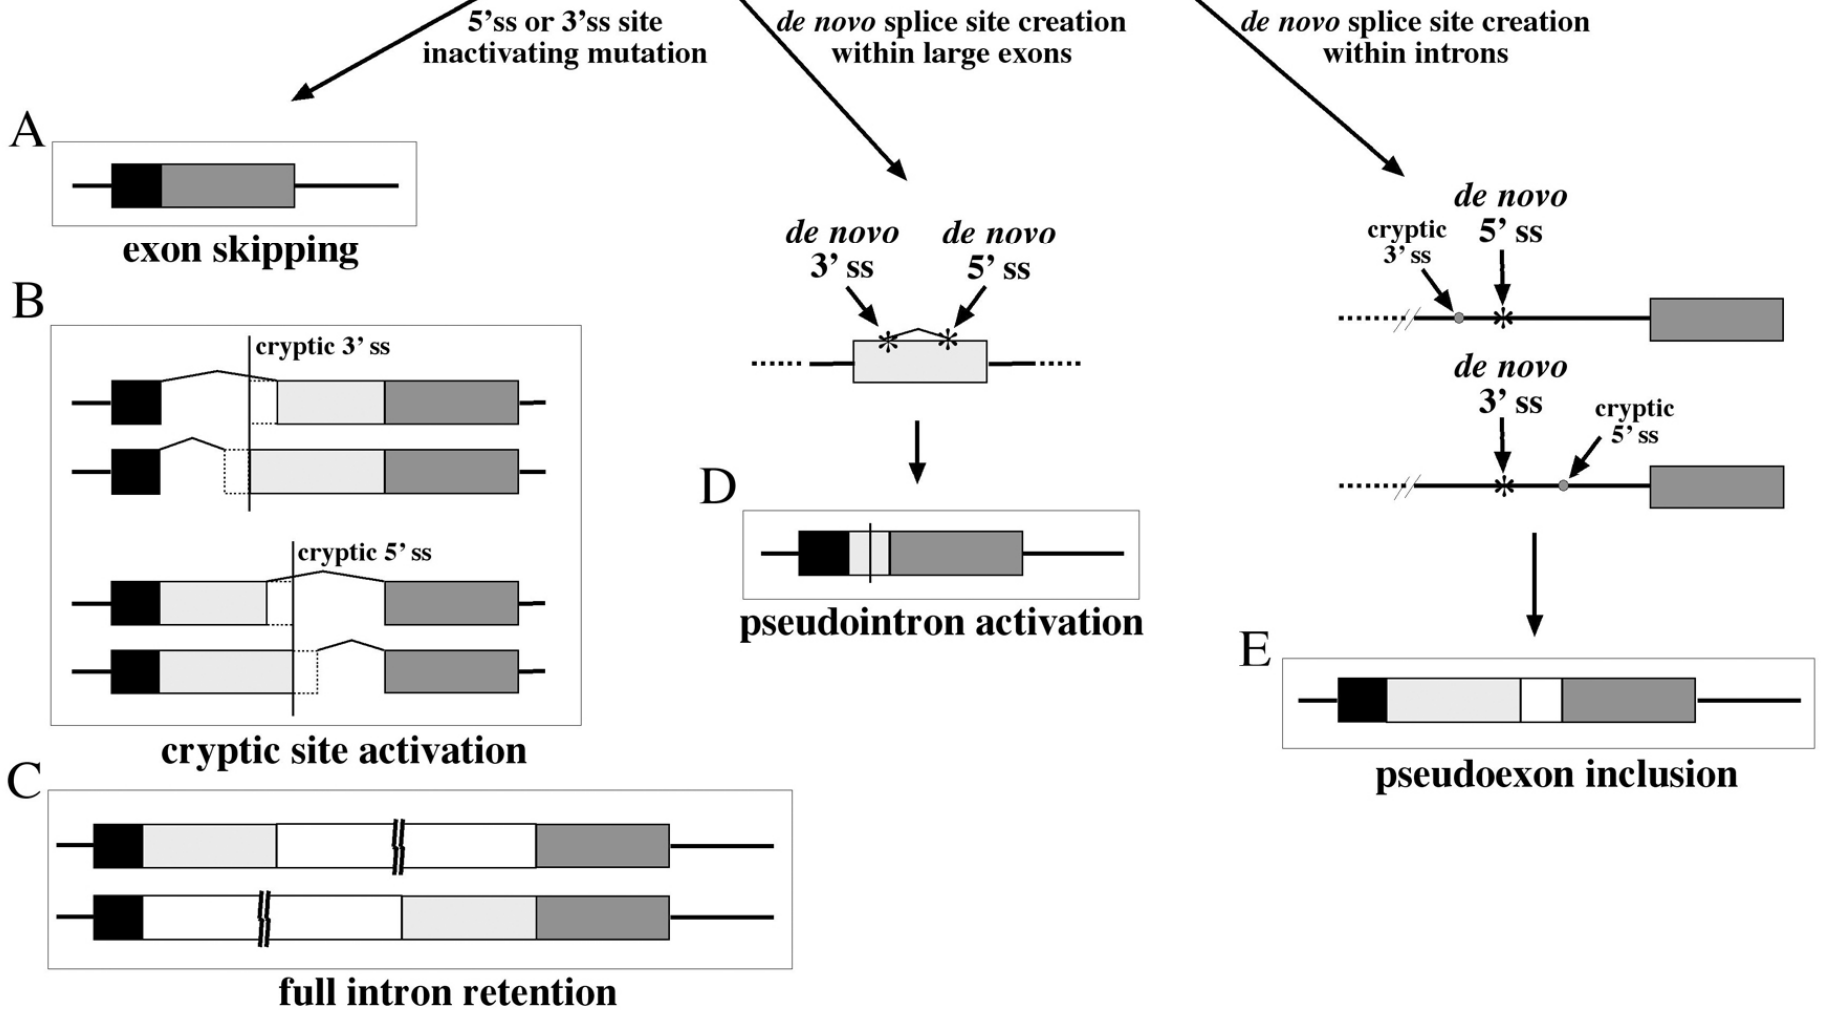 5’ss or 3’ss site
inactivating mutation
de novo splice site creation
within large exons
de novo splice site creation
within introns
A
exon skipping
B
cryptic 3’ ss
cryptic 5’ ss
cryptic site activation
C
full intron retention
de novo
3’ ss
de novo
5’ ss
D
pseudointron activation
de novo
5’ ss
cryptic
3’ ss
de novo
3’ ss
cryptic
5’ ss
E
pseudoexon inclusion